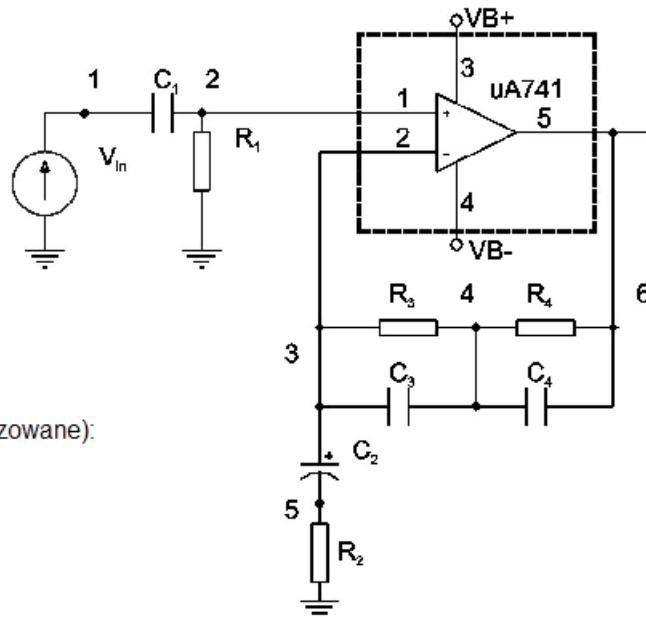 VB+
3
uA741
1 C₁ 2
1
+
5
2
-
R₁
V_in
4
VB-
R₃ 4 R₄ 6
3
C₃ C₄
zowane):
+ C₂
5
R₂